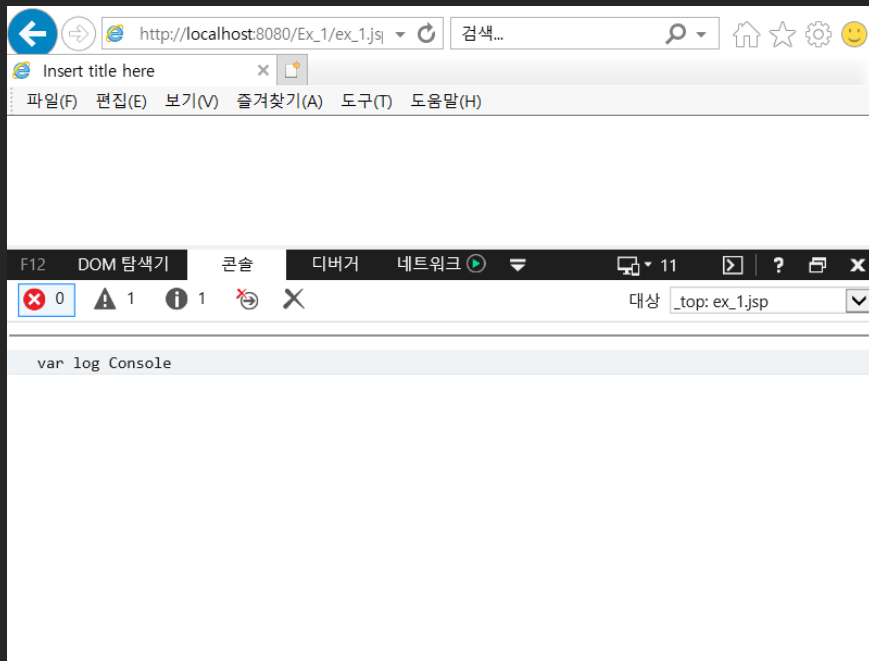 http://localhost:8080/Ex_1/ex_1.js 검색...
Insert title here
파일(F) 편집(E) 보기(V) 즐겨찾기(A) 도구(T) 도움말(H)
F12 DOM 탐색기 콘솔 디버거 네트워크 11 ?
0 1 1 대상 _top: ex_1.jsp
var log Console